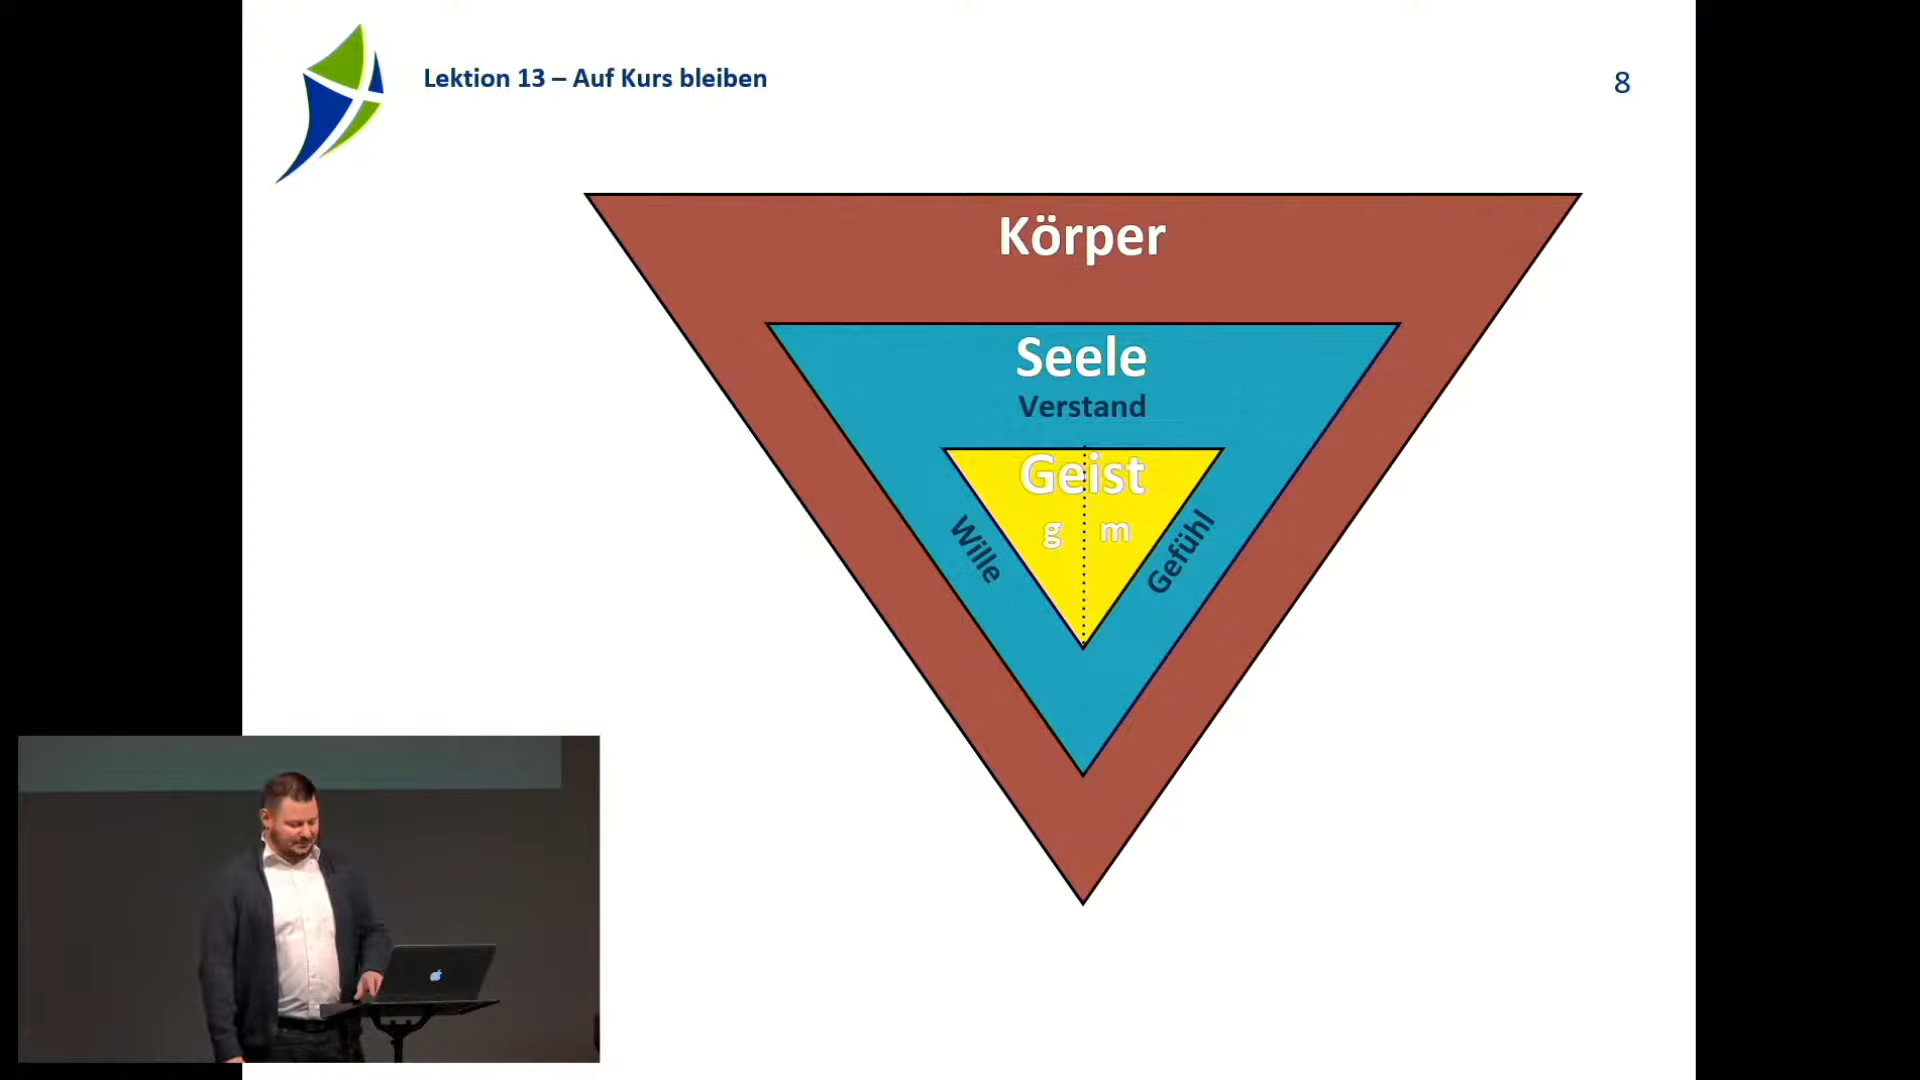 Lektion 13 – Auf Kurs bleiben
8
Körper
Seele
Verstand
Geist
g m
Wille
Gefühl